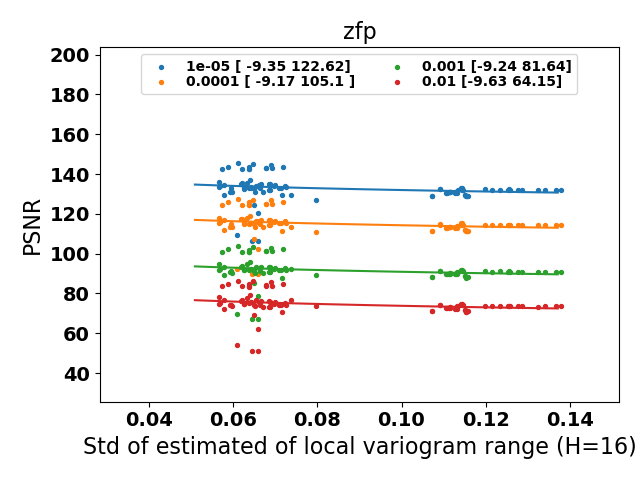 zfp
1e-05 [ -9.35 122.62]
0.0001 [ -9.17 105.1 ]
0.001 [-9.24 81.64]
0.01 [-9.63 64.15]
200
180
160
140
120
100
80
60
40
PSNR
0.04 0.06 0.08 0.10 0.12 0.14
Std of estimated of local variogram range (H=16)